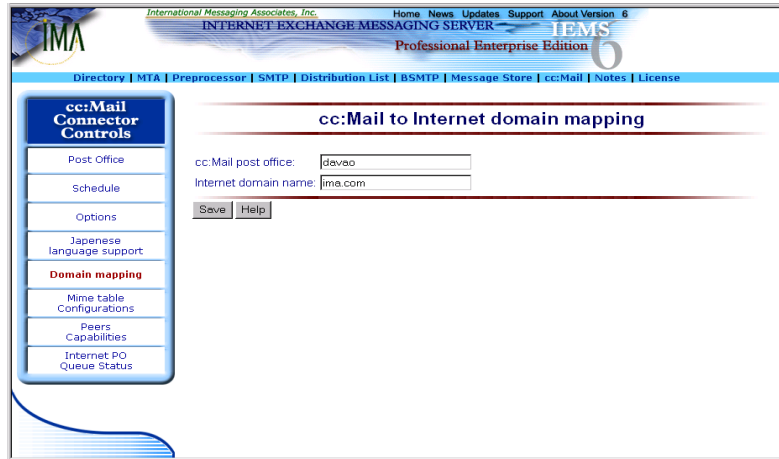 International Messaging Associates, Inc.
Home News Updates Support About Version 6
INTERNET EXCHANGE MESSAGING SERVER
IEMS
6
Professional Enterprise Edition
IMA
Directory | MTA | Preprocessor | SMTP | Distribution List | BSMTP | Message Store | cc:Mail | Notes | License
cc:Mail
Connector
Controls
Post Office
Schedule
Options
Japenese
language support
Domain mapping
Mime table
Configurations
Peers
Capabilities
Internet PO
Queue Status
cc:Mail to Internet domain mapping
cc:Mail post office: davao
Internet domain name: ima.com
Save Help